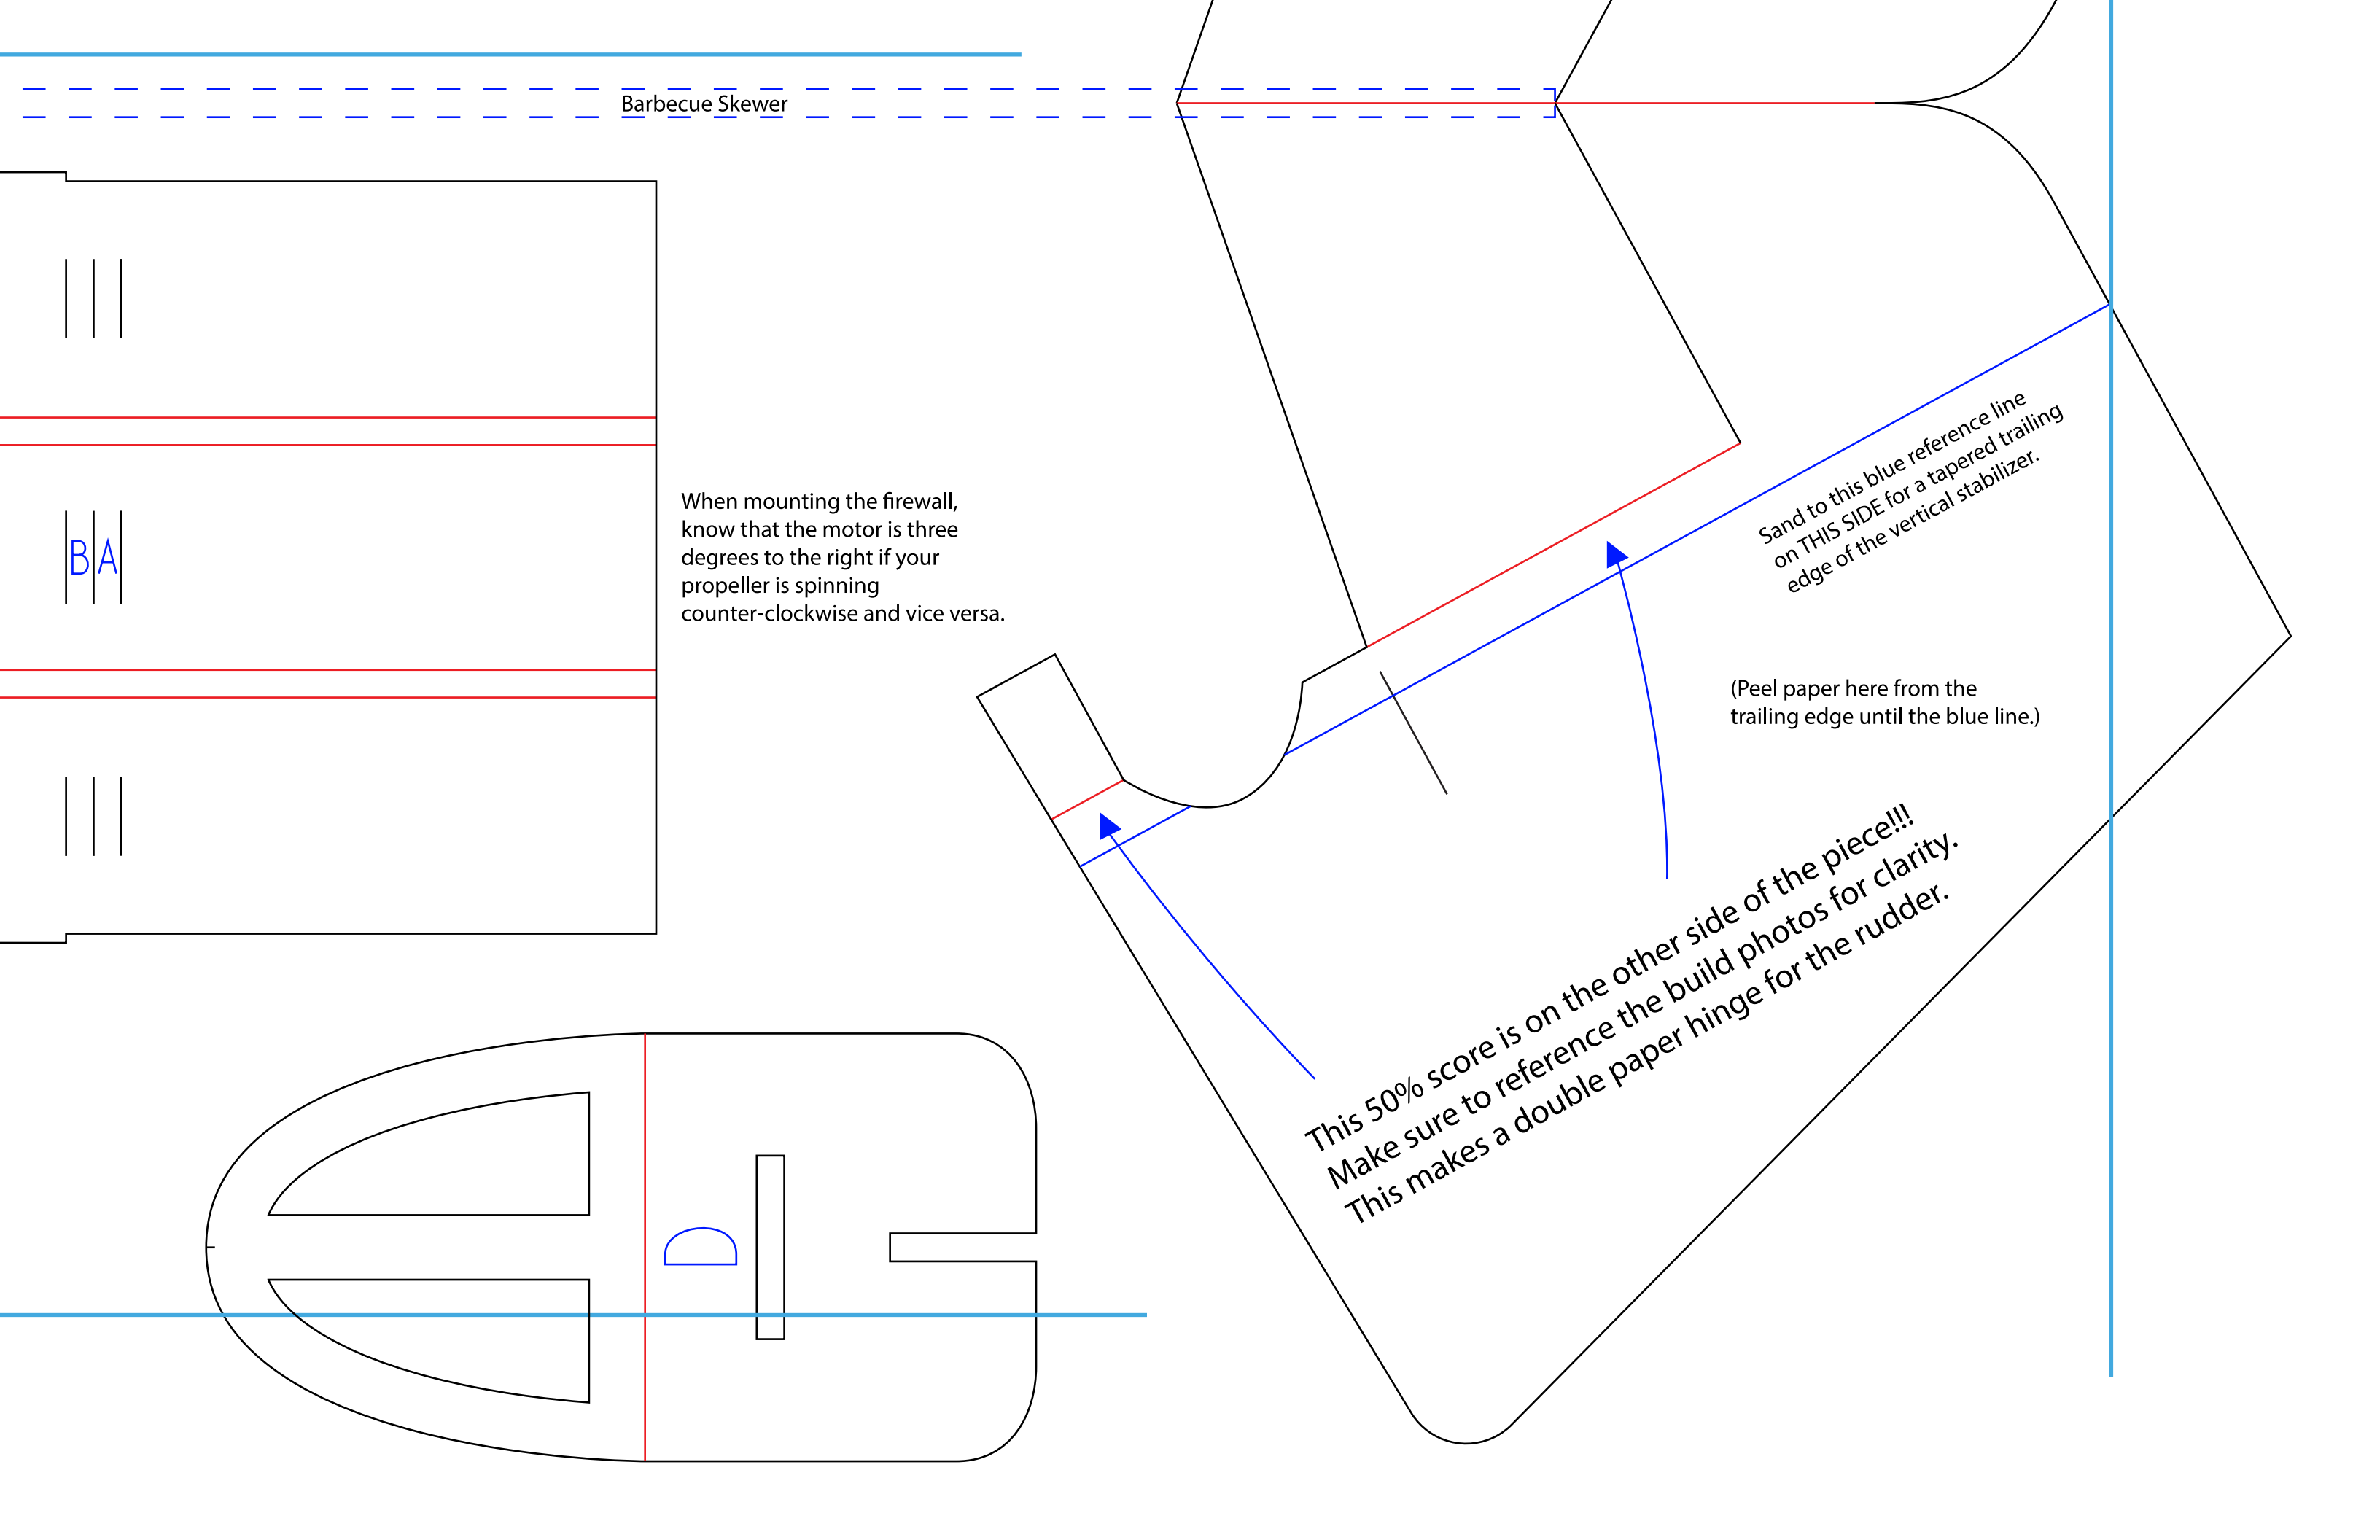 Barbecue Skewer
B A
When mounting the firewall,
know that the motor is three
degrees to the right if your
propeller is spinning
counter-clockwise and vice versa.
Sand to this blue reference line
on THIS SIDE for a tapered trailing
edge of the vertical stabilizer.
(Peel paper here from the
trailing edge until the blue line.)
This 50% score is on the other side of the piece!!!
Make sure to reference the build photos for clarity.
This makes a double paper hinge for the rudder.
D